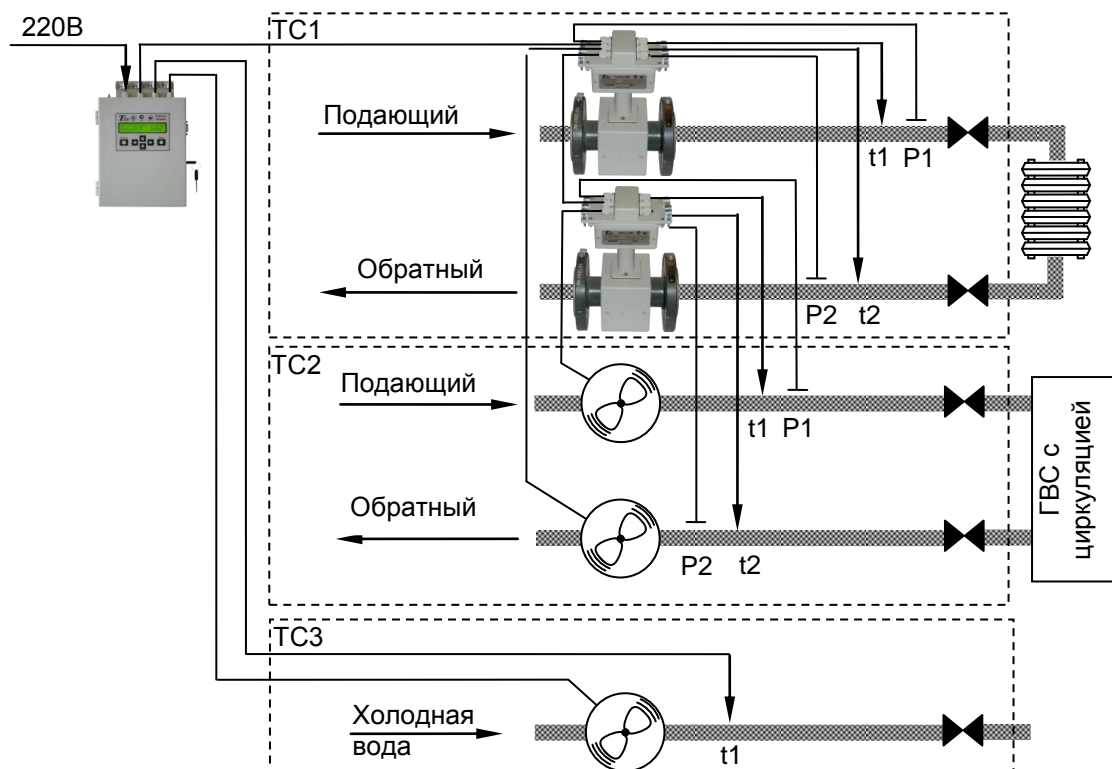 220В
ТС1
Подающий
t1 P1
Обратный
P2 t2
ТС2
Подающий
t1 P1
ГВС с
циркуляцией
Обратный
P2 t2
ТС3
Холодная
вода
t1